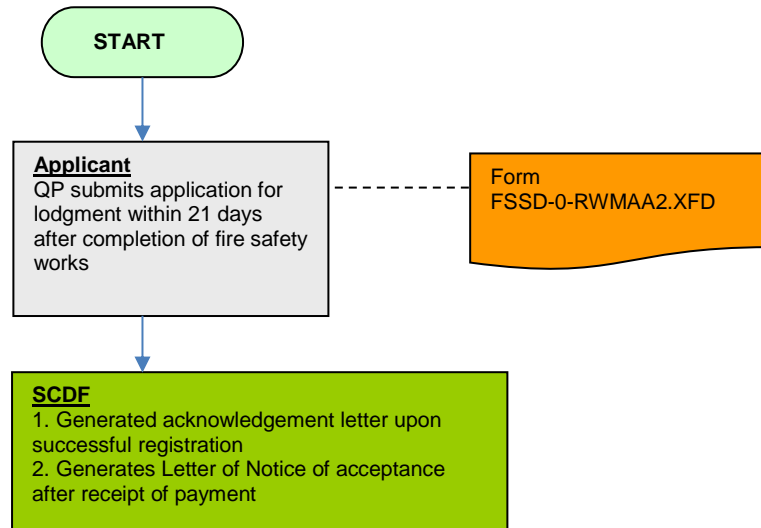 START
Applicant
QP submits application for
lodgment within 21 days
after completion of fire safety
works
Form
FSSD-0-RWMAA2.XFD
SCDF
1. Generated acknowledgement letter upon
successful registration
2. Generates Letter of Notice of acceptance
after receipt of payment